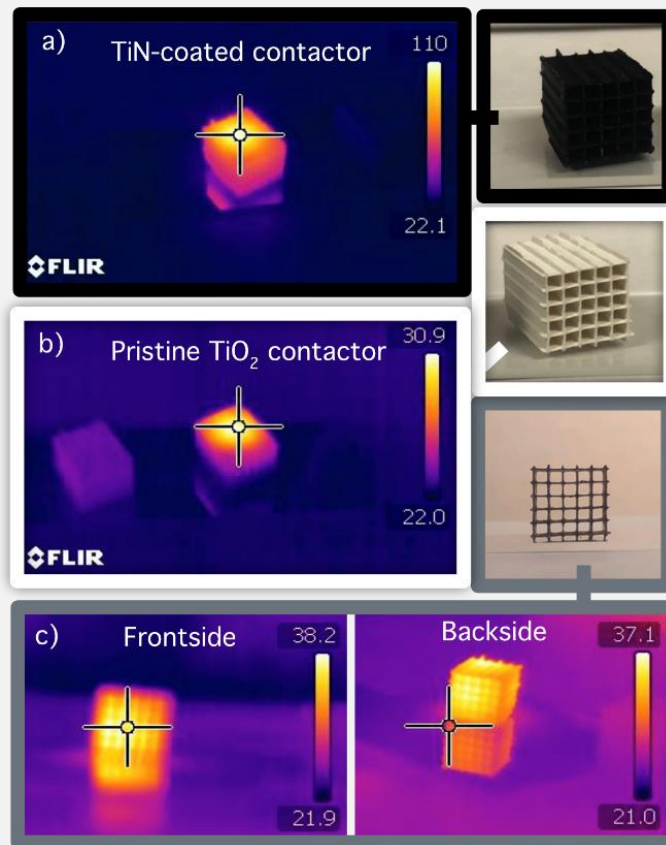 a) TiN-coated contactor
110
22.1
FLIR
b) Pristine TiO₂ contactor
30.9
22.0
FLIR
c) Frontside
38.2
21.9
Backside
37.1
21.0